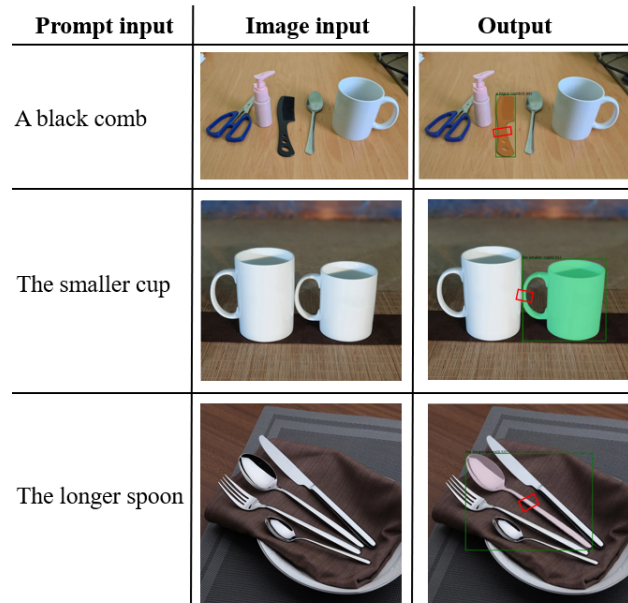 Prompt input Image input Output
A black comb
The smaller cup
The longer spoon